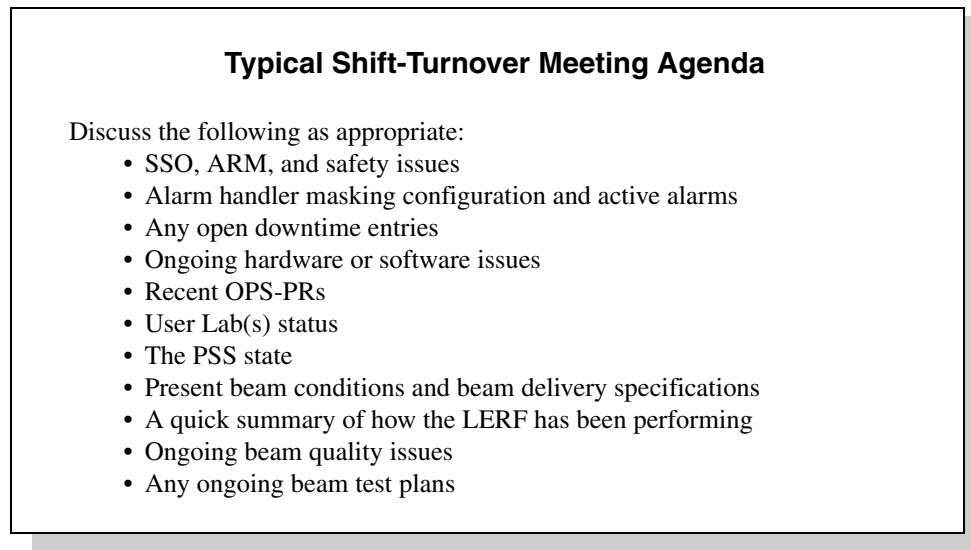 Typical Shift-Turnover Meeting Agenda
Discuss the following as appropriate:
• SSO, ARM, and safety issues
• Alarm handler masking configuration and active alarms
• Any open downtime entries
• Ongoing hardware or software issues
• Recent OPS-PRs
• User Lab(s) status
• The PSS state
• Present beam conditions and beam delivery specifications
• A quick summary of how the LERF has been performing
• Ongoing beam quality issues
• Any ongoing beam test plans